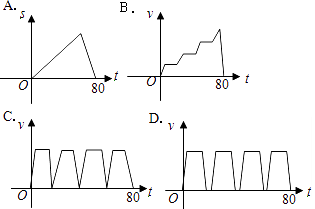 A. s
O 80 t
B. v
O 80 t
C. v
O 80 t
D. v
O 80 t